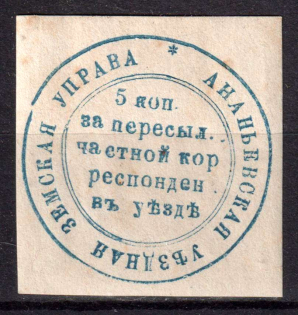 АНАНЬЕВСКАЯ УѢЗДНАЯ ЗЕМСКАЯ УПРАВА *
5 коп.
за пересыл.
частной кор
респонден
въ уѣздѣ